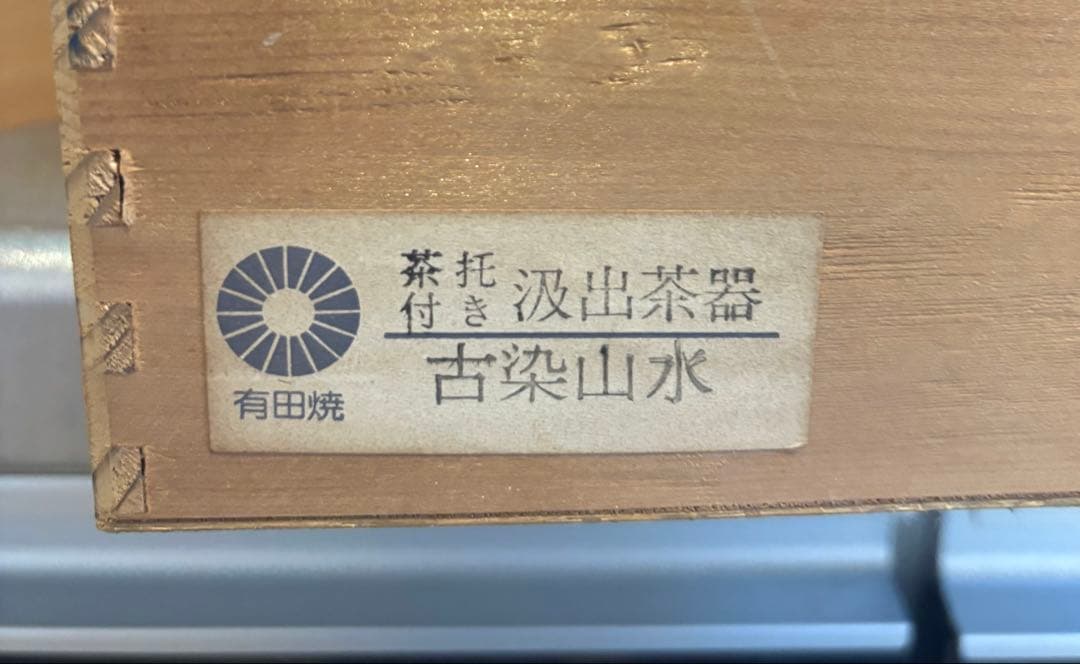 茶托付き 汲出茶器
古染山水
有田焼